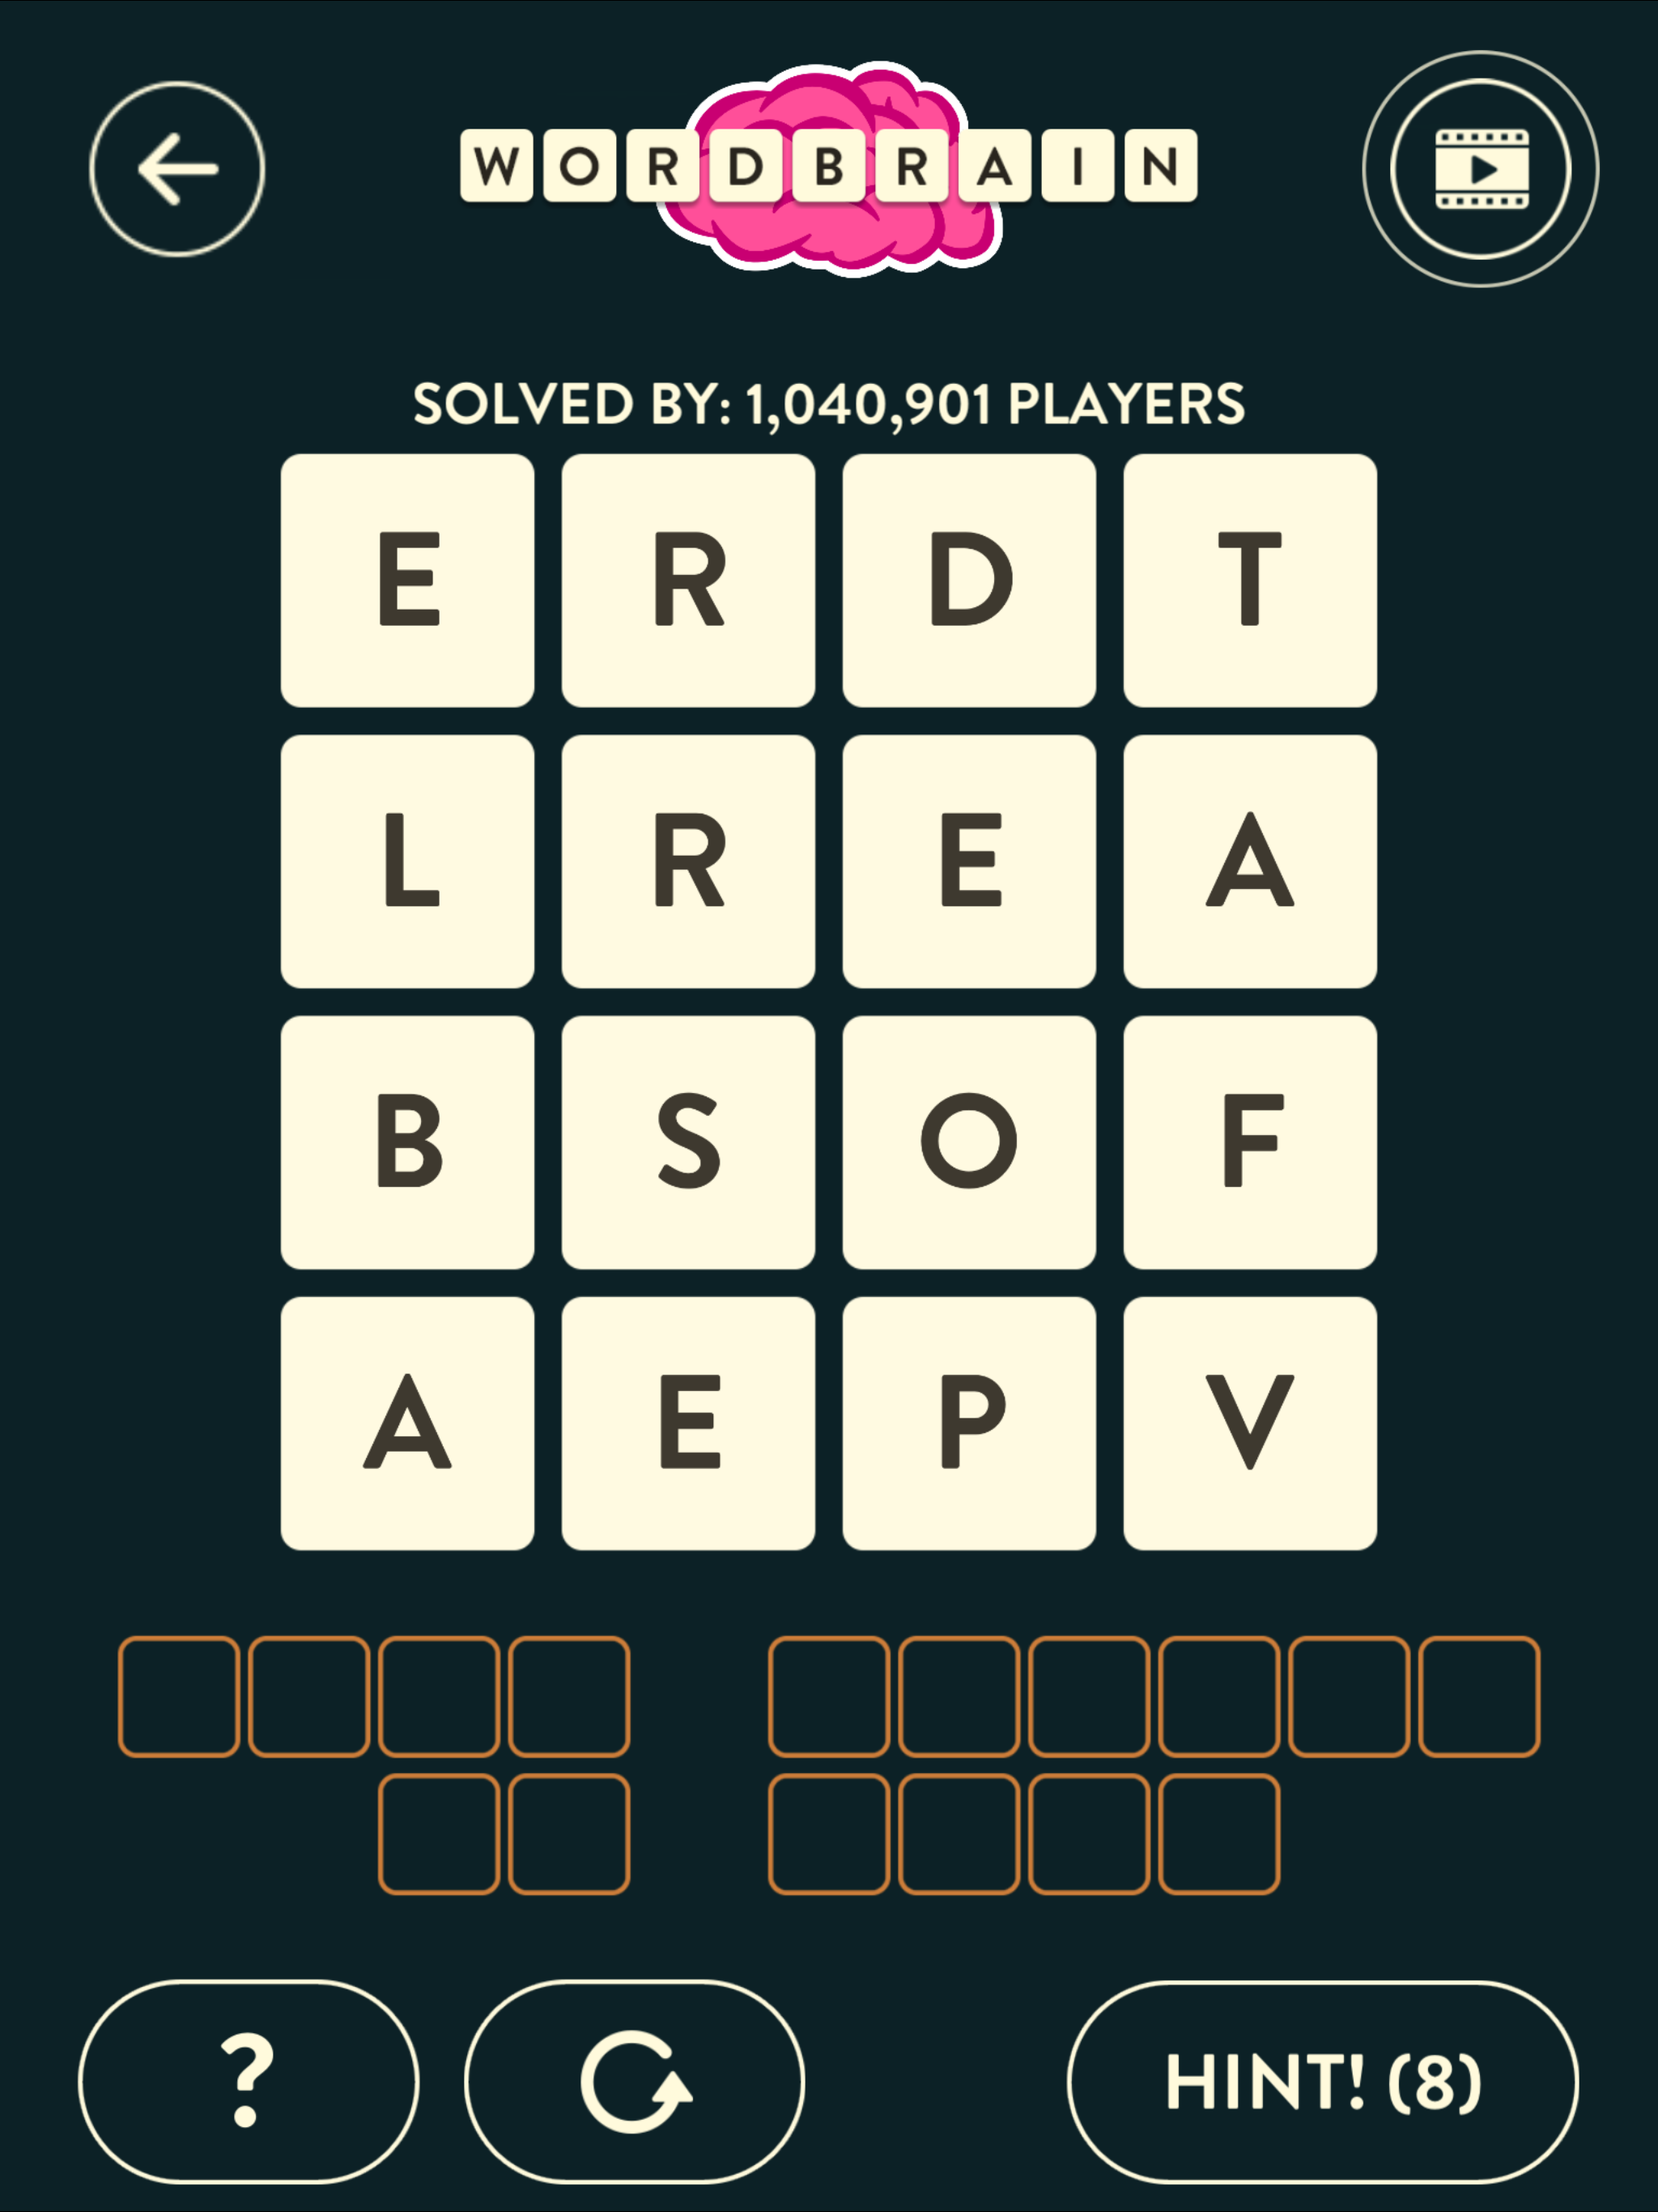 WORDBRAIN
SOLVED BY: 1,040,901 PLAYERS
E R D T
L R E A
B S O F
A E P V
? HINT! (8)